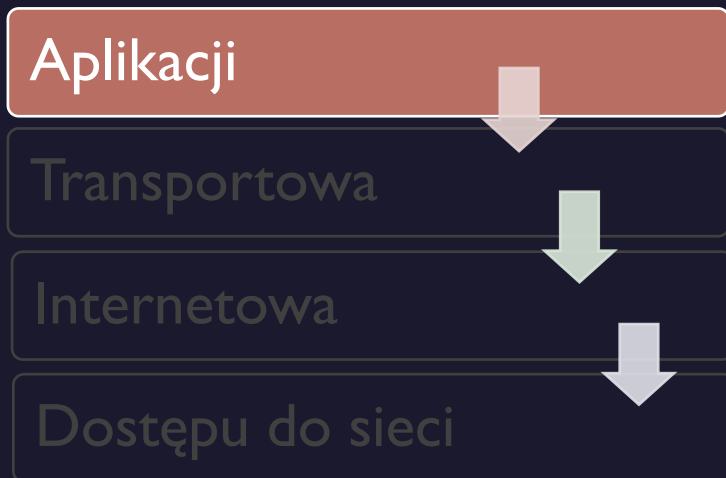 Aplikacji
Transportowa
Internetowa
Dostępu do sieci